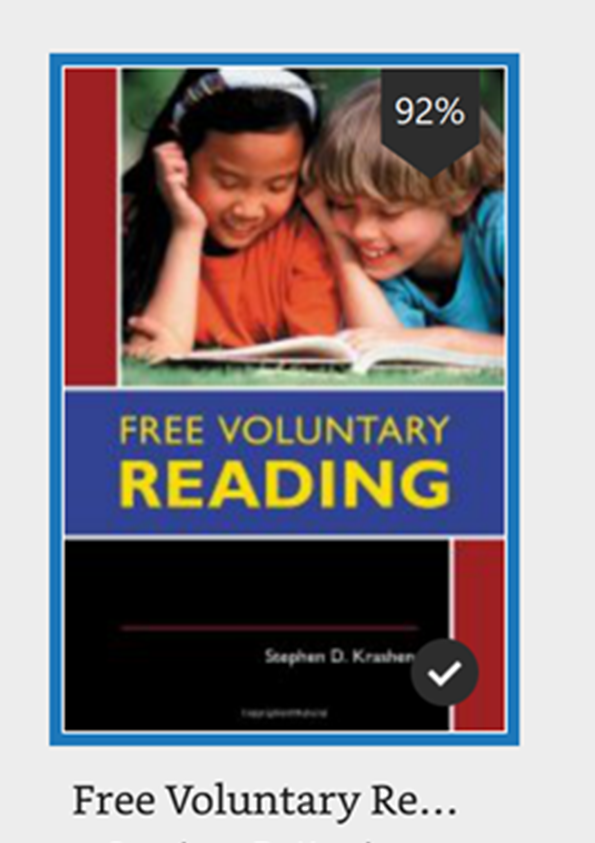 92%
FREE VOLUNTARY
READING
Stephen D. Krashen
Free Voluntary Re...